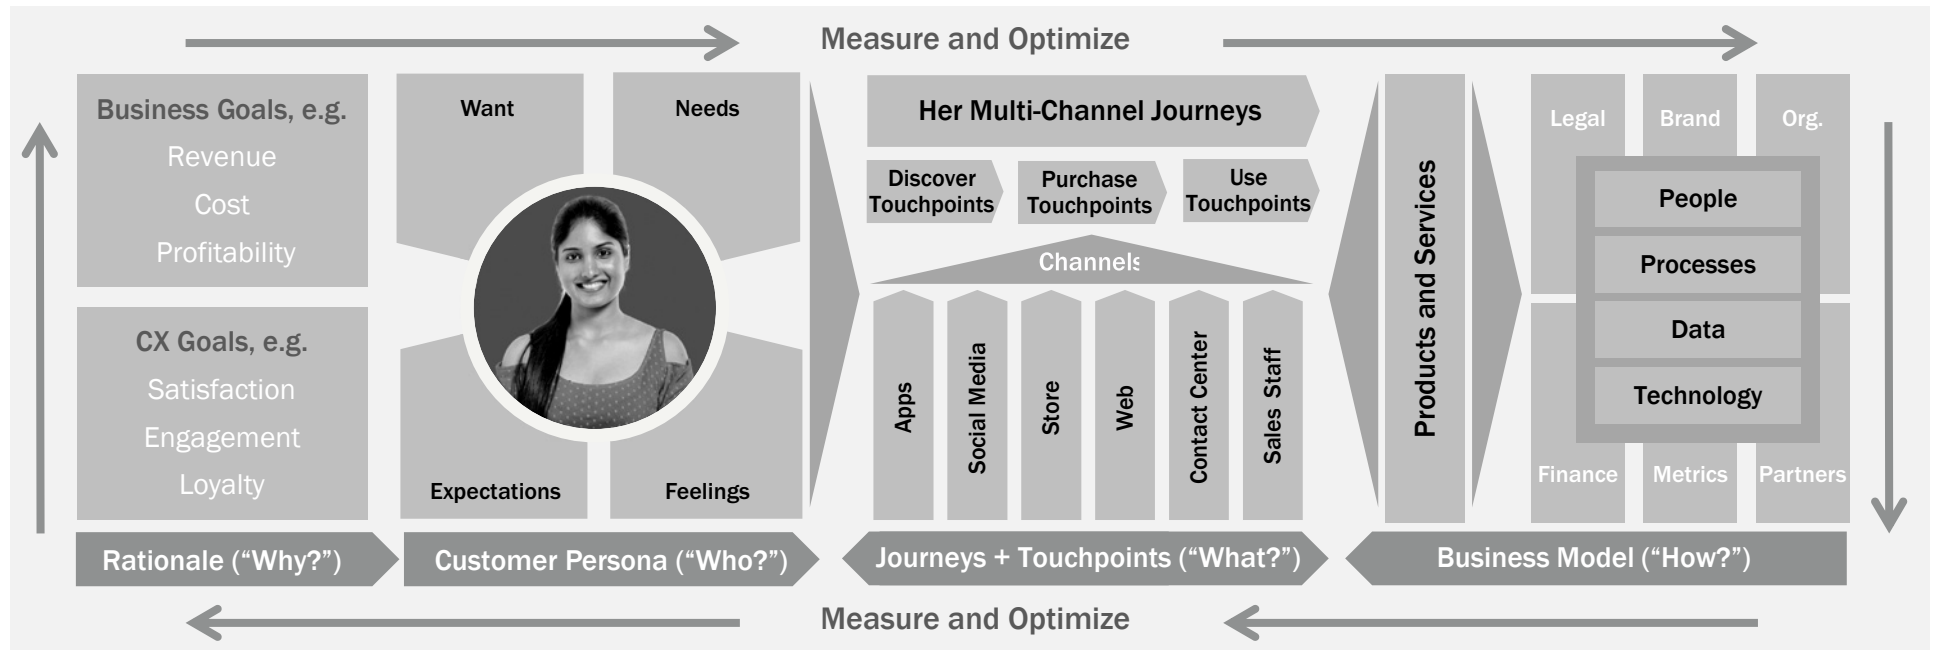 Measure and Optimize
Business Goals, e.g.
Revenue
Cost
Profitability
CX Goals, e.g.
Satisfaction
Engagement
Loyalty
Want
Needs
Expectations
Feelings
Her Multi-Channel Journeys
Discover
Touchpoints
Purchase
Touchpoints
Use
Touchpoints
Channels
Apps
Social Media
Store
Web
Contact Center
Sales Staff
Products and Services
Legal
Brand
Org.
People
Processes
Data
Technology
Finance
Metrics
Partners
Rationale (“Why?”)
Customer Persona (“Who?”)
Journeys + Touchpoints (“What?”)
Business Model (“How?”)
Measure and Optimize